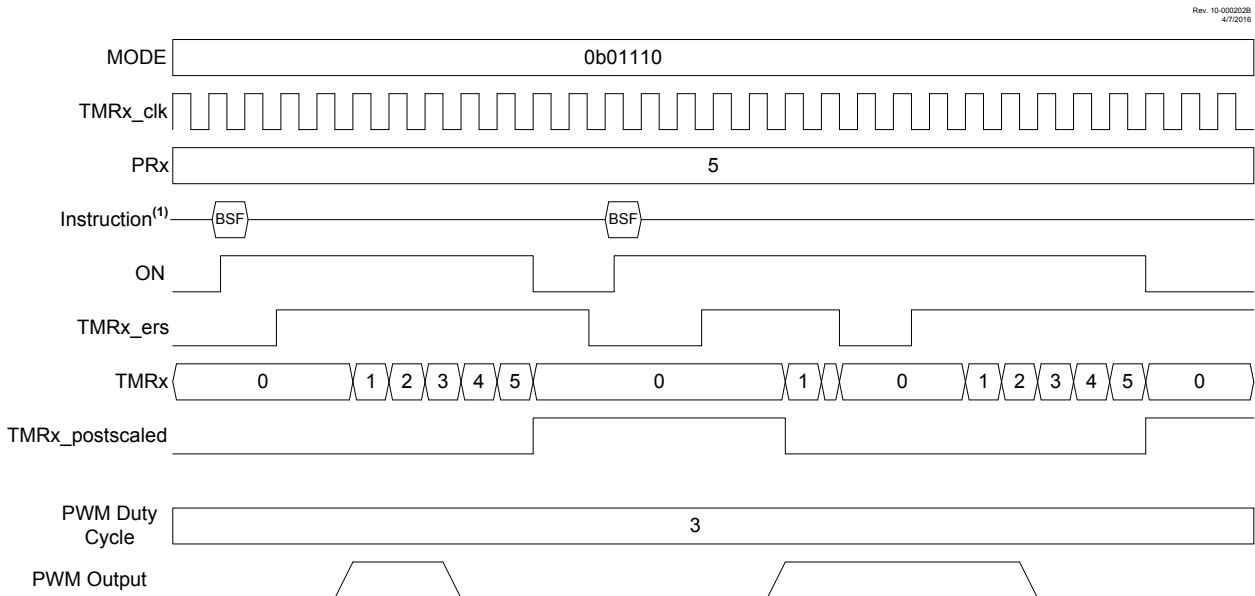 Rev. 10-000202B
4/7/2016
MODE 0b01110
TMRx_clk
PRx 5
Instruction(1) BSF BSF
ON
TMRx_ers
TMRx 0 1 2 3 4 5 0 1 0 1 2 3 4 5 0
TMRx_postscaled
PWM Duty
Cycle 3
PWM Output